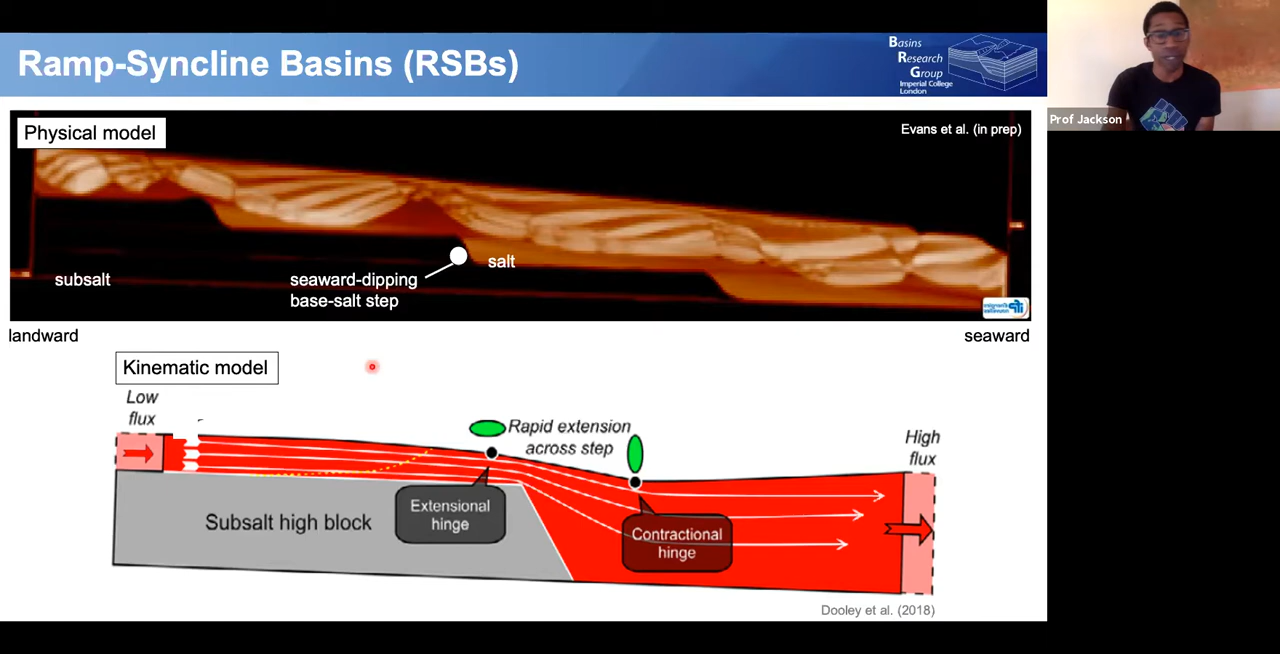 Ramp-Syncline Basins (RSBs)
Basins
Research
Group
Imperial College
London
Prof Jackson
Physical model
Evans et al. (in prep)
salt
subsalt
seaward-dipping
base-salt step
landward
seaward
Kinematic model
Low
flux
Rapid extension
across step
High
flux
Extensional
hinge
Subsalt high block
Contractional
hinge
Dooley et al. (2018)